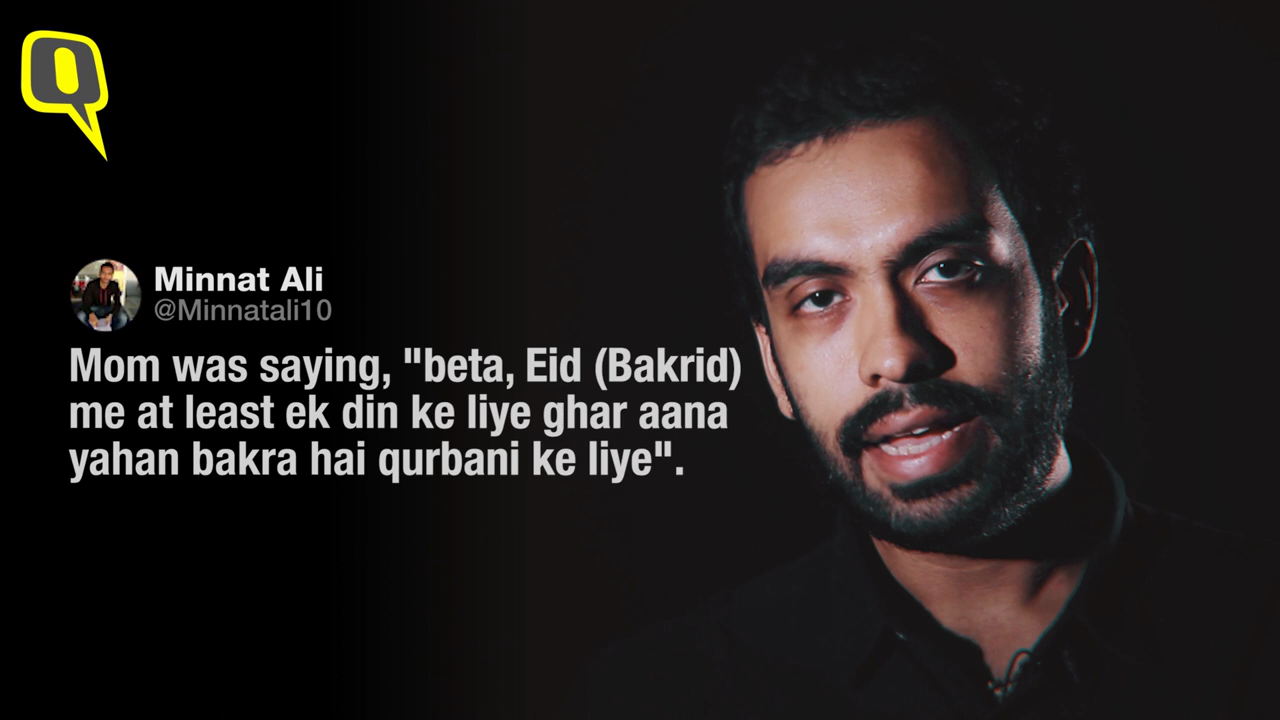 Q
Minnat Ali
@Minnatali10
Mom was saying, "beta, Eid (Bakrid)
me at least ek din ke liye ghar aana
yahan bakra hai qurbani ke liye".